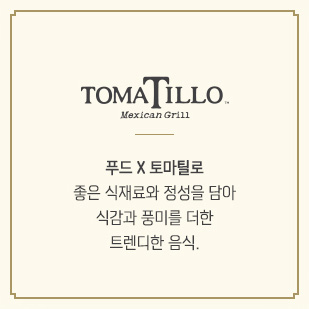 TOMATILLO™
Mexican Grill
푸드 X 토마틸로
좋은 식재료와 정성을 담아
식감과 풍미를 더한
트렌디한 음식.